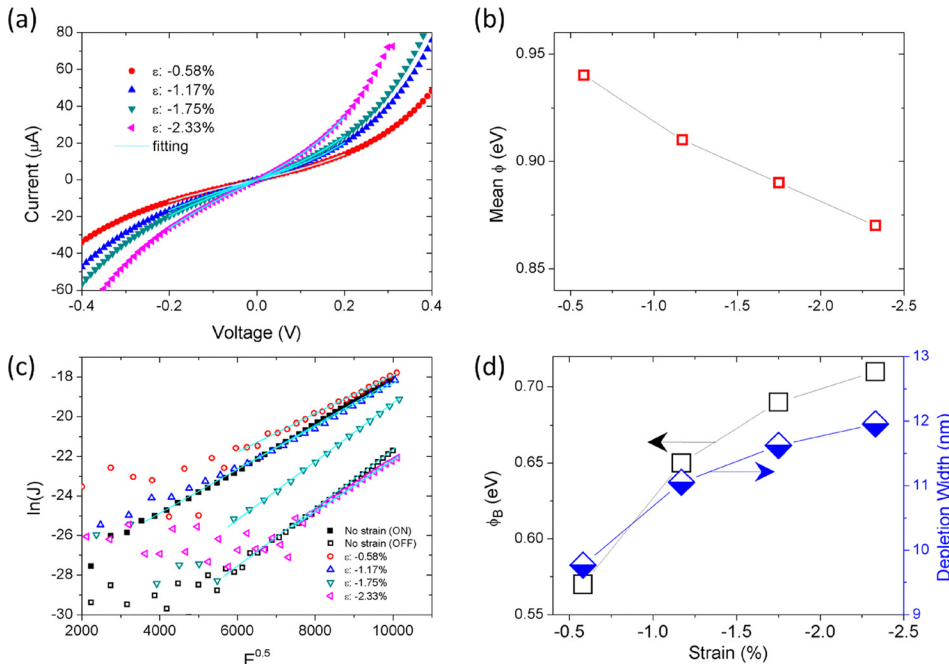 (a)
80
60
40
20
0
-20
-40
-60
Current (μA)
ε: -0.58%
ε: -1.17%
ε: -1.75%
ε: -2.33%
fitting
-0.4
-0.2
0.0
0.2
0.4
Voltage (V)
(b)
0.95
0.90
0.85
Mean ϕ (eV)
-0.5
-1.0
-1.5
-2.0
-2.5
(c)
-18
-20
-22
-24
-26
-28
-30
ln(J)
No strain (ON)
No strain (OFF)
ε: -0.58%
ε: -1.17%
ε: -1.75%
ε: -2.33%
2000
4000
6000
8000
10000
E^0.5
(d)
0.70
0.65
0.60
0.55
ϕB (eV)
13
12
11
10
9
Depletion Width (nm)
-0.5
-1.0
-1.5
-2.0
-2.5
Strain (%)